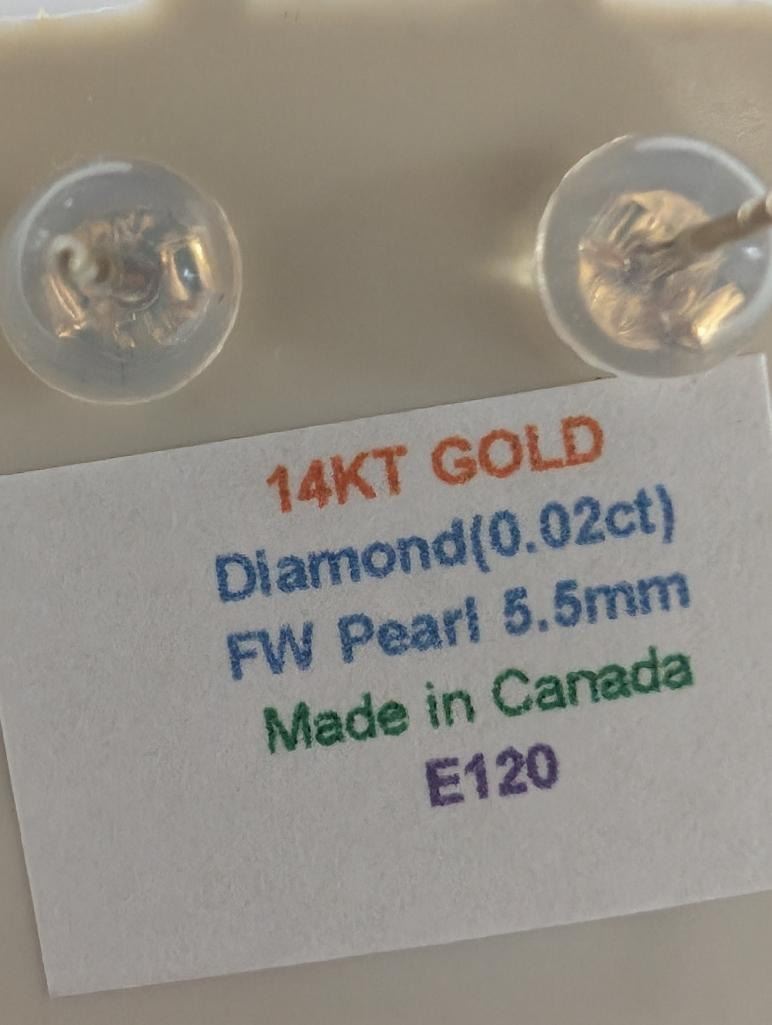 14KT GOLD
Diamond(0.02ct)
FW Pearl 5.5mm
Made in Canada
E120